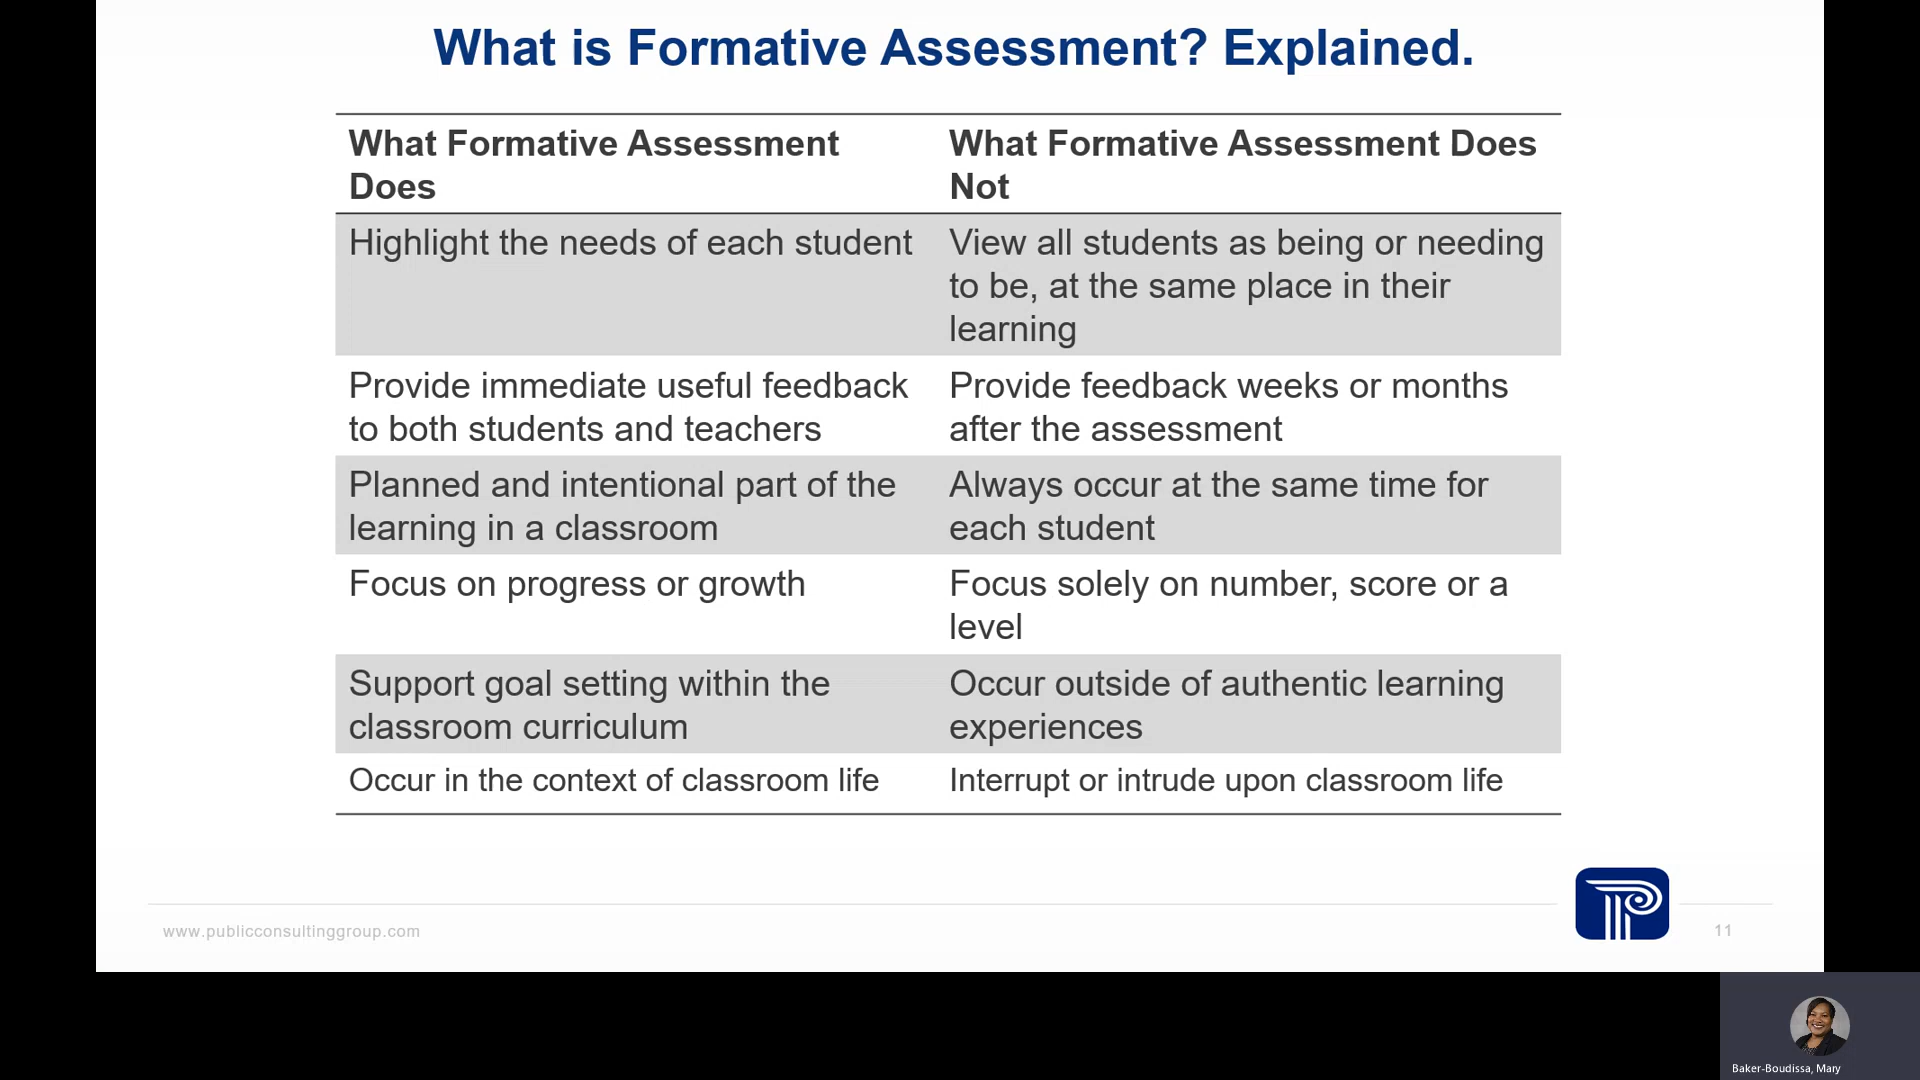 What is Formative Assessment? Explained.
What Formative Assessment
Does
What Formative Assessment Does
Not
Highlight the needs of each student
View all students as being or needing
to be, at the same place in their
learning
Provide immediate useful feedback
to both students and teachers
Provide feedback weeks or months
after the assessment
Planned and intentional part of the
learning in a classroom
Always occur at the same time for
each student
Focus on progress or growth
Focus solely on number, score or a
level
Support goal setting within the
classroom curriculum
Occur outside of authentic learning
experiences
Occur in the context of classroom life
Interrupt or intrude upon classroom life
www.publicconsultinggroup.com
11
Baker-Boudissa, Mary